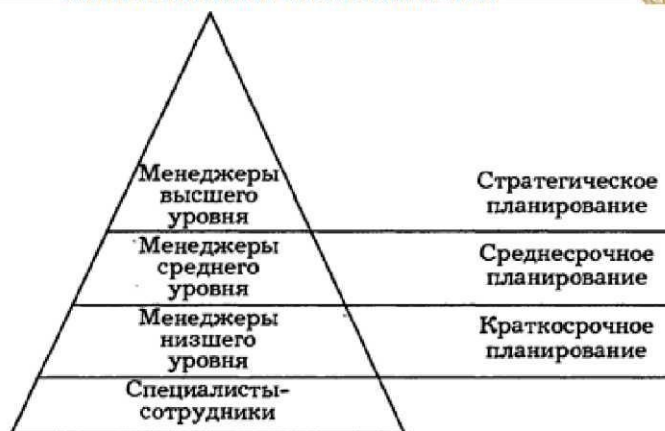 Менеджеры
высшего
уровня
Стратегическое
планирование
Менеджеры
среднего
уровня
Среднесрочное
планирование
Менеджеры
низшего
уровня
Краткосрочное
планирование
Специалисты-
сотрудники